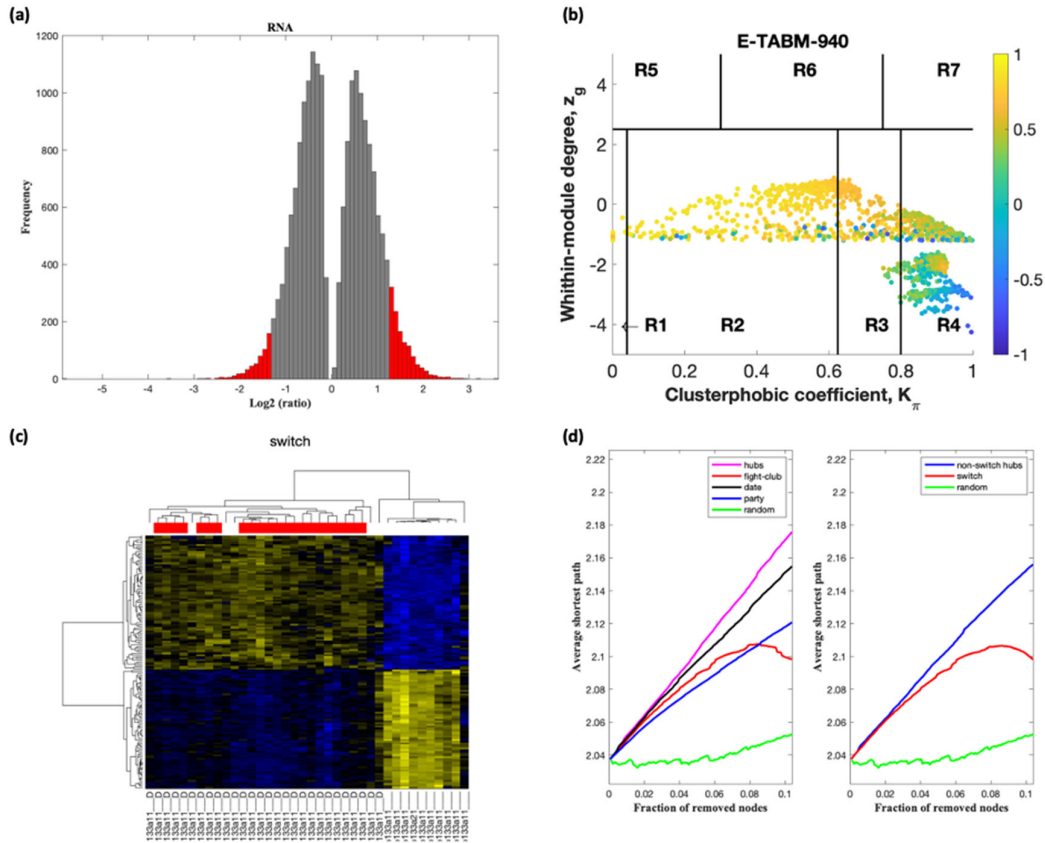 (a)
RNA
1200
1000
800
600
400
200
0
Frequency
-5 -4 -3 -2 -1 0 1 2 3
Log2 (ratio)
(b)
E-TABM-940
R5 R6 R7
4
2
0
-2
-4
Whithin-module degree, z_g
R1 R2 R3 R4
0 0.2 0.4 0.6 0.8 1
Clusterphobic coefficient, K_π
1
0.5
0
-0.5
-1
(c)
switch
(d)
hubs
fight-club
date
party
random
2.22
2.2
2.18
2.16
2.14
2.12
2.1
2.08
2.06
2.04
Average shortest path
0 0.02 0.04 0.06 0.08 0.1
Fraction of removed nodes
non-switch hubs
switch
random
2.22
2.2
2.18
2.16
2.14
2.12
2.1
2.08
2.06
2.04
Average shortest path
0 0.02 0.04 0.06 0.08 0.1
Fraction of removed nodes